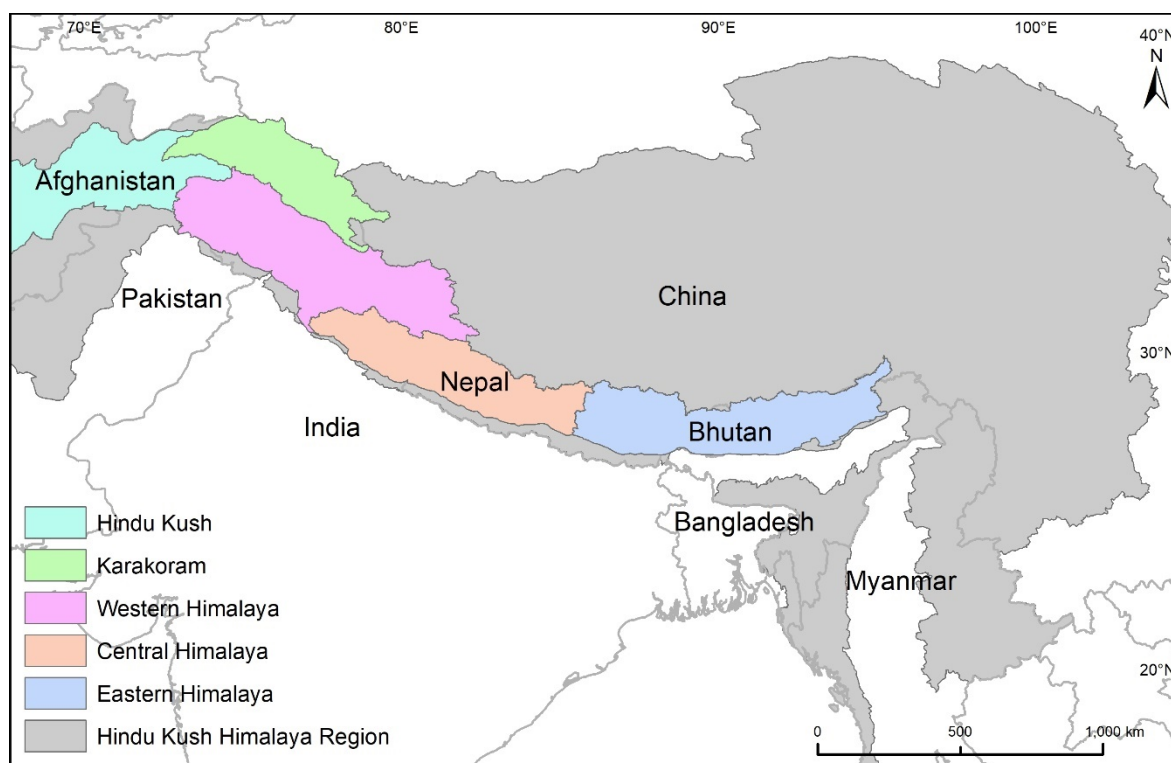 70°E 80°E 90°E 100°E
40°N
N
Afghanistan
Pakistan
China
30°N
Nepal
India
Bhutan
Bangladesh
Myanmar
20°N
Hindu Kush
Karakoram
Western Himalaya
Central Himalaya
Eastern Himalaya
Hindu Kush Himalaya Region
0 500 1,000 km